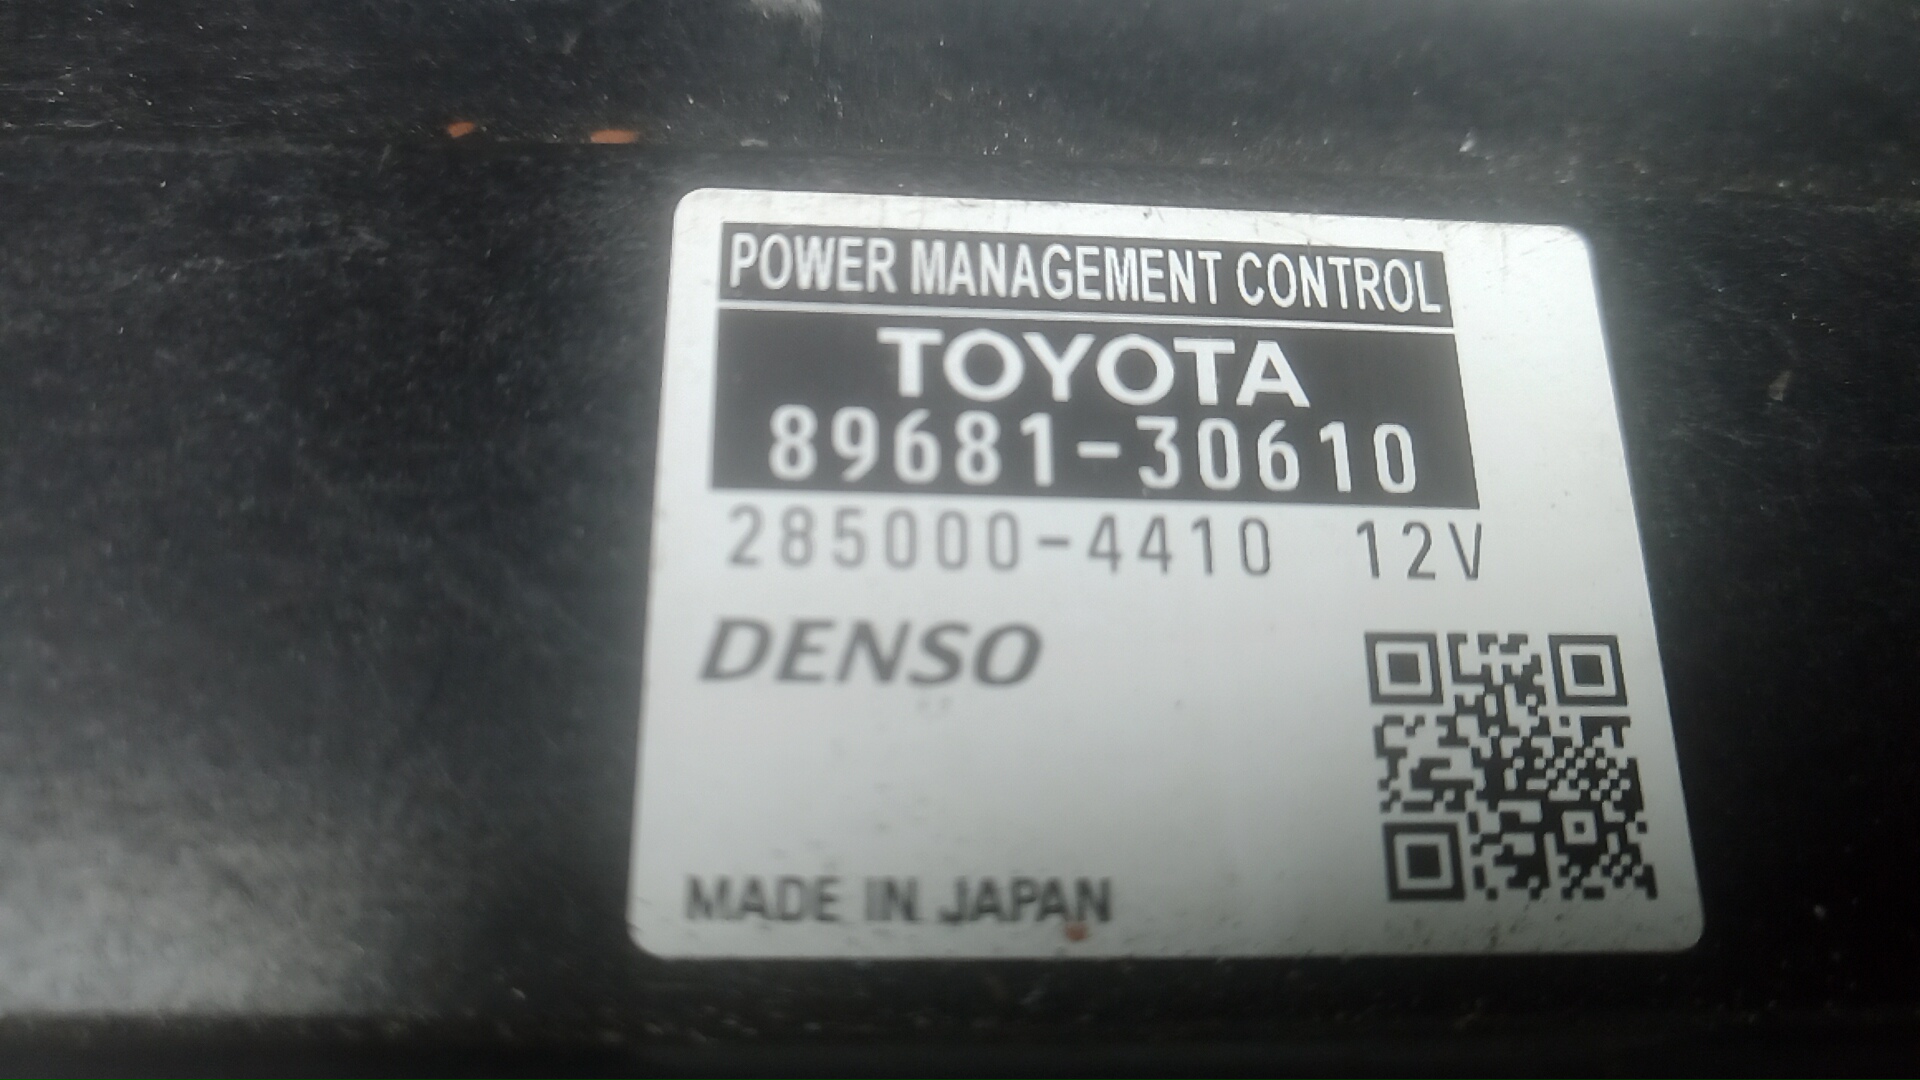 POWER MANAGEMENT CONTROL
TOYOTA
89681-30610
285000-4410 12V
DENSO
MADE IN JAPAN